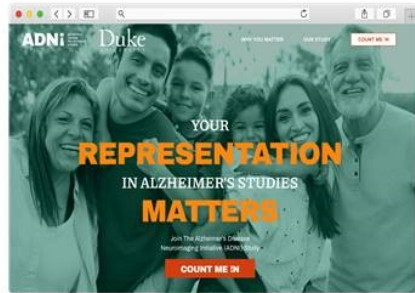 ADNi Duke
UNIVERSITY
WHY YOU MATTER OUR STUDY COUNT ME IN
YOUR
REPRESENTATION
IN ALZHEIMER'S STUDIES
MATTERS
Join The Alzheimer's Disease
Neuroimaging Initiative (ADNI) Study
COUNT ME IN